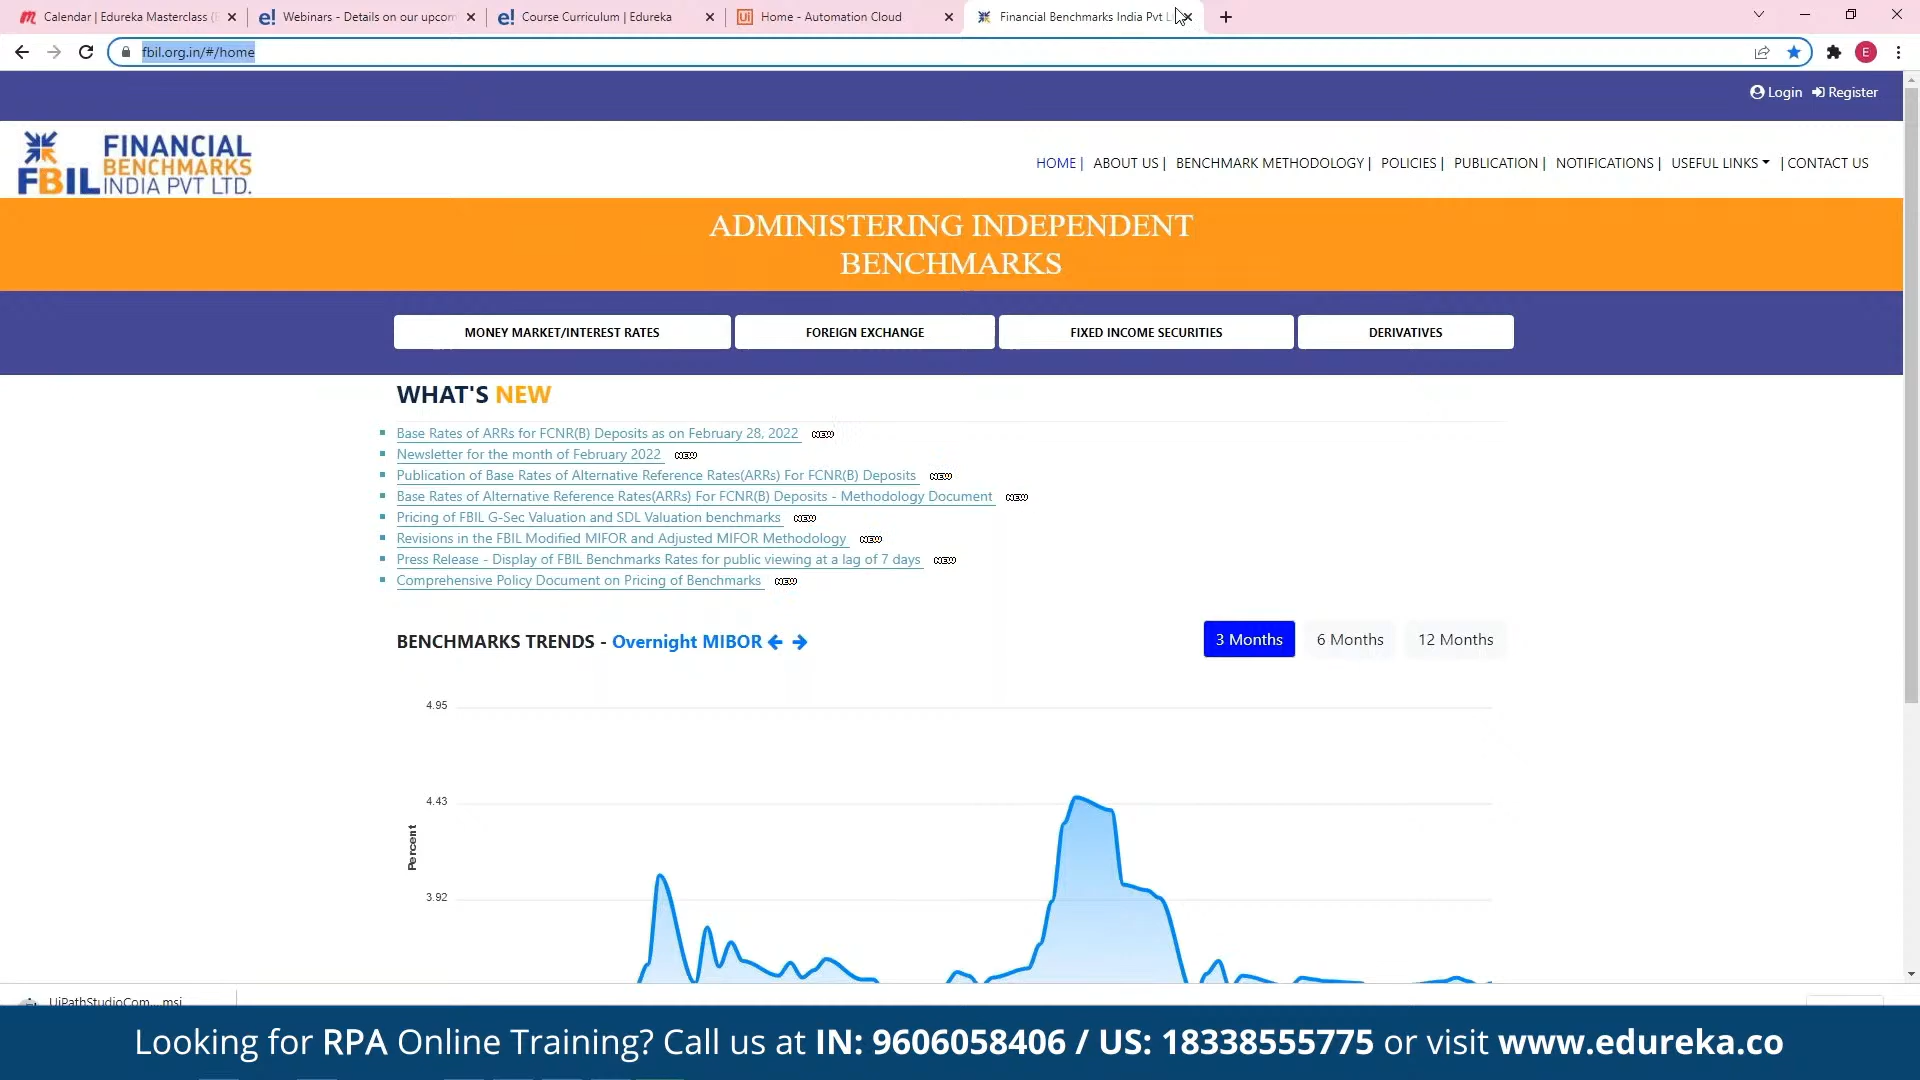 Calendar | Edureka Masterclass (
Webinars - Details on our upcom
Course Curriculum | Edureka
Ui
Home - Automation Cloud
Financial Benchmarks India Pvt L
fbil.org.in/#/home
E
Login
Register
FBIL FINANCIAL BENCHMARKS INDIA PVT LTD.
HOME |
ABOUT US |
BENCHMARK METHODOLOGY |
POLICIES |
PUBLICATION |
NOTIFICATIONS |
USEFUL LINKS
| CONTACT US
ADMINISTERING INDEPENDENT
BENCHMARKS
MONEY MARKET/INTEREST RATES
FOREIGN EXCHANGE
FIXED INCOME SECURITIES
DERIVATIVES
WHAT'S NEW
Base Rates of ARRs for FCNR(B) Deposits as on February 28, 2022 NEW
Newsletter for the month of February 2022 NEW
Publication of Base Rates of Alternative Reference Rates(ARRs) For FCNR(B) Deposits NEW
Base Rates of Alternative Reference Rates(ARRs) For FCNR(B) Deposits - Methodology Document NEW
Pricing of FBIL G-Sec Valuation and SDL Valuation benchmarks NEW
Revisions in the FBIL Modified MIFOR and Adjusted MIFOR Methodology NEW
Press Release - Display of FBIL Benchmarks Rates for public viewing at a lag of 7 days NEW
Comprehensive Policy Document on Pricing of Benchmarks NEW
BENCHMARKS TRENDS - Overnight MIBOR
3 Months
6 Months
12 Months
4.95
4.43
Percent
3.92
UiPathStudioCom....msi
Looking for RPA Online Training? Call us at IN: 9606058406 / US: 18338555775 or visit www.edureka.co